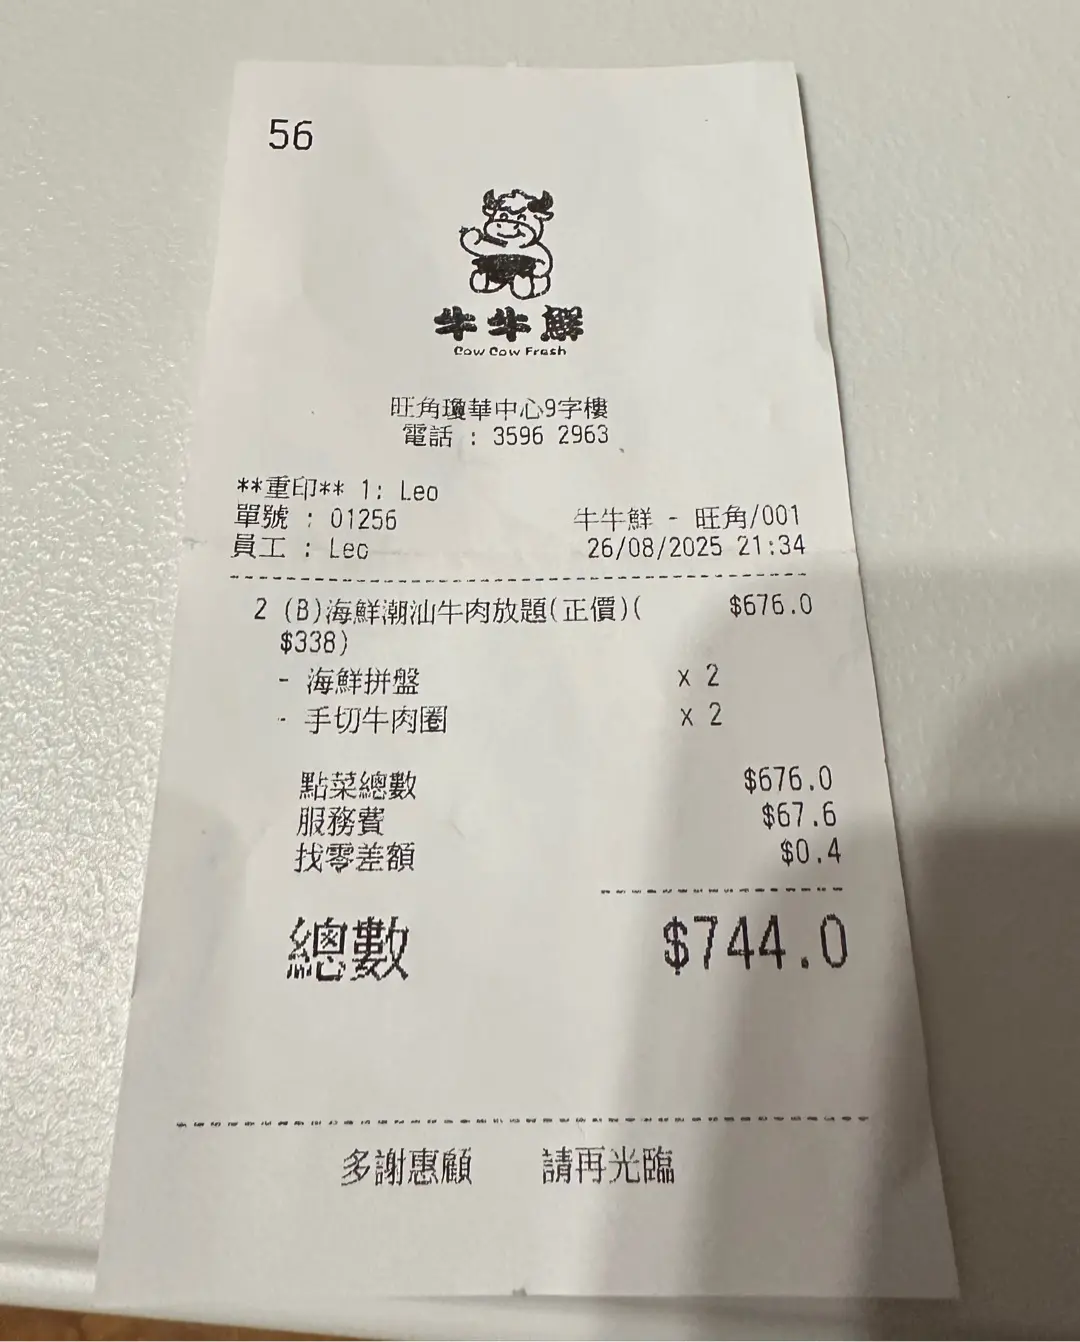 56
牛牛鮮
Cow Cow Fresh
旺角瓊華中心9字樓
電話 : 3596 2963
**重印** 1: Leo
單號 : 01256
牛牛鮮 - 旺角/001
員工 : Leo
26/08/2025 21:34
2 (B)海鮮潮汕牛肉放題(正價)( $676.0
$338)
- 海鮮拼盤 x 2
- 手切牛肉圈 x 2
點菜總數 $676.0
服務費 $67.6
找零差額 $0.4
總數 $744.0
多謝惠顧 請再光臨